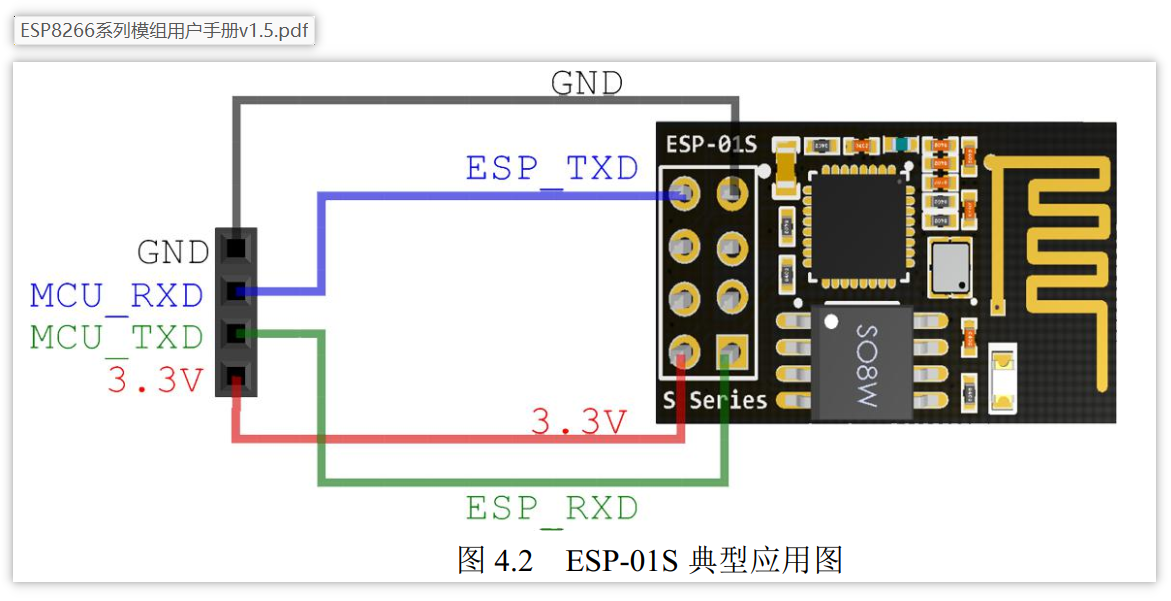 ESP8266系列模组用户手册v1.5.pdf
GND
ESP-01S
ESP_TXD
GND
MCU_RXD
MCU_TXD
3.3V
S Series
SO8W
3.3V
ESP_RXD
图 4.2 ESP-01S 典型应用图